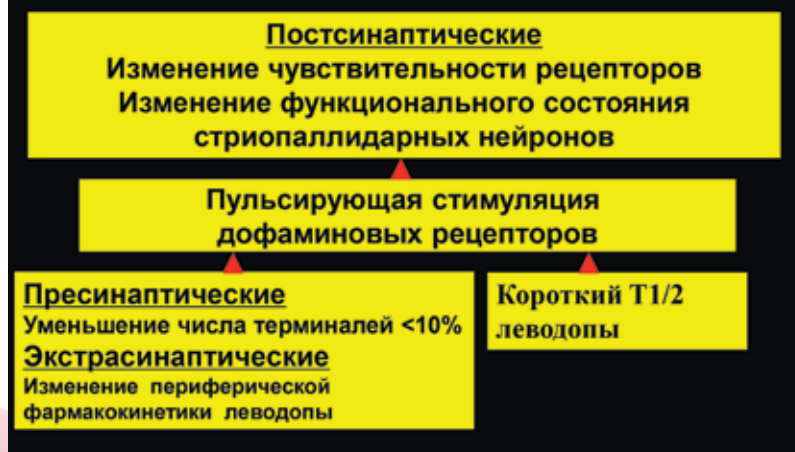 Постсинаптические
Изменение чувствительности рецепторов
Изменение функционального состояния
стриопаллидарных нейронов
Пульсирующая стимуляция
дофаминовых рецепторов
Пресинаптические
Уменьшение числа терминалей <10%
Экстрасинаптические
Изменение периферической
фармакокинетики леводопы
Короткий Т1/2
леводопы